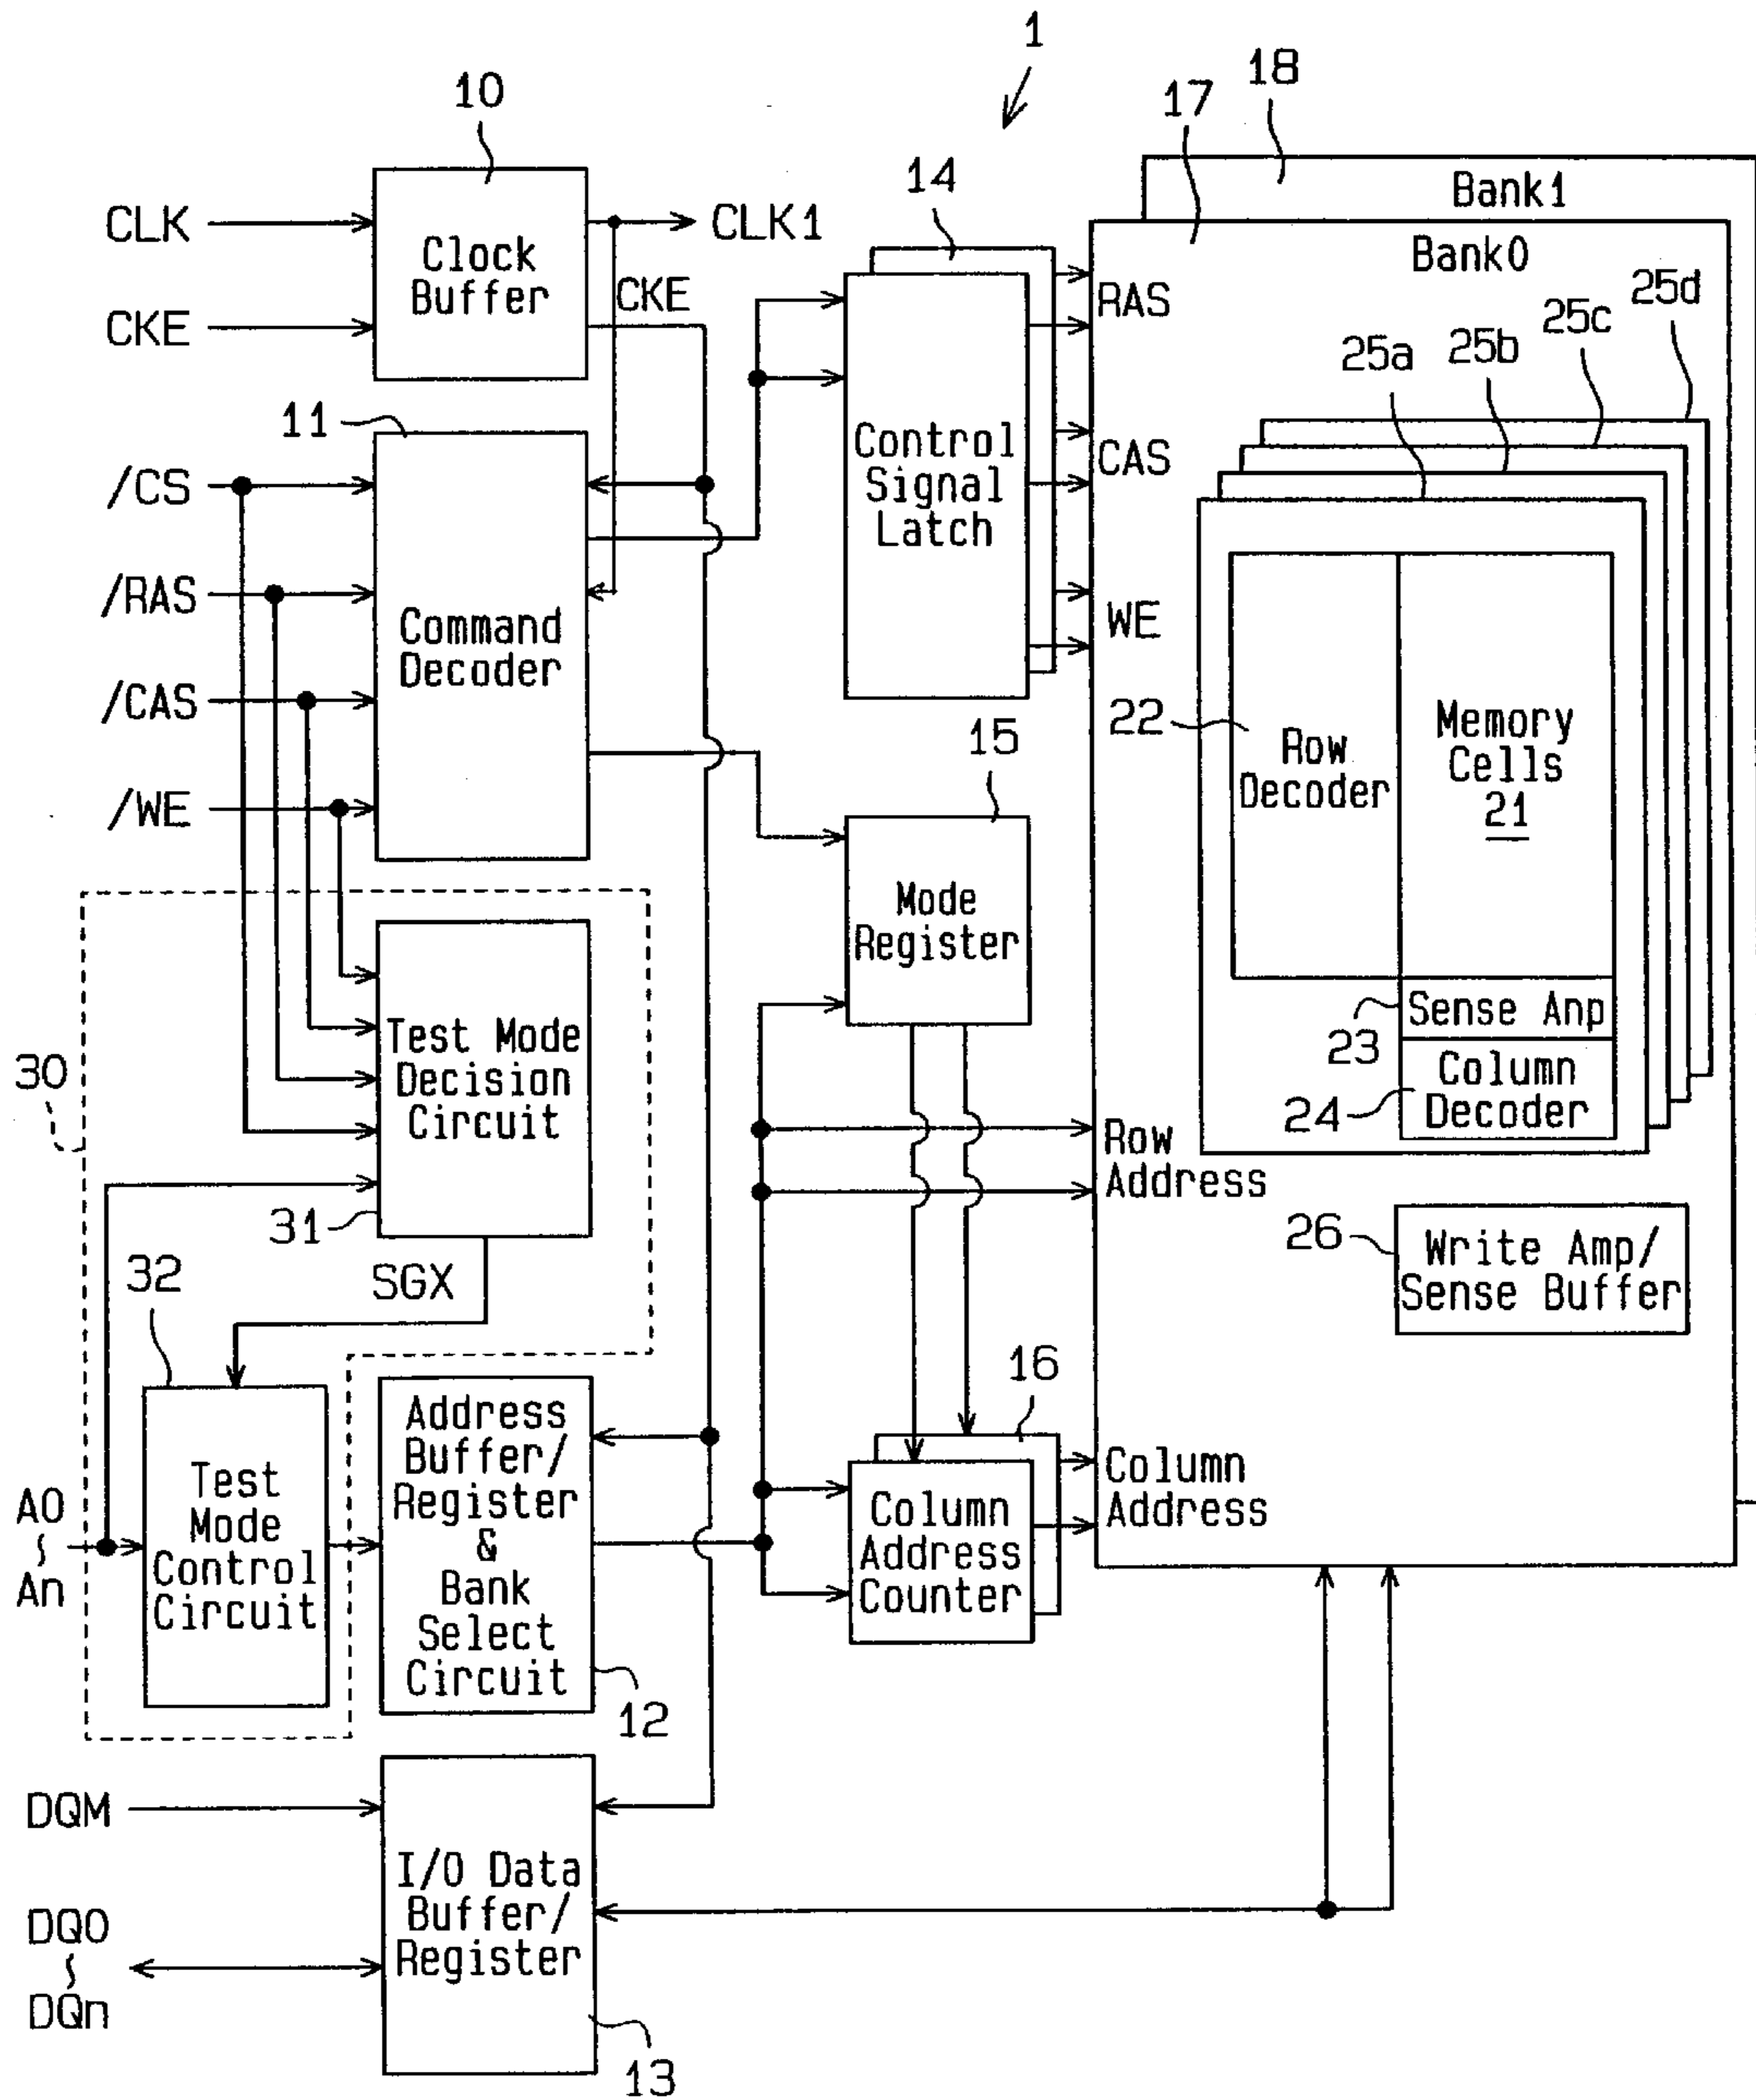 1
10
CLK
CKE
Clock
Buffer
CLK1
CKE
11
/CS
/RAS
/CAS
/WE
Command
Decoder
14
Control
Signal
Latch
17
18
Bank1
Bank0
RAS
CAS
WE
25a
25b
25c
25d
22
Row
Decoder
Memory
Cells
21
23
Sense Anp
24
Column
Decoder
15
Mode
Register
30
Test Mode
Decision
Circuit
31
SGX
32
Row
Address
26
Write Amp/
Sense Buffer
A0
An
Test
Mode
Control
Circuit
Address
Buffer/
Register
&
Bank
Select
Circuit
12
16
Column
Address
Counter
Column
Address
DQM
DQ0
DQn
I/O Data
Buffer/
Register
13